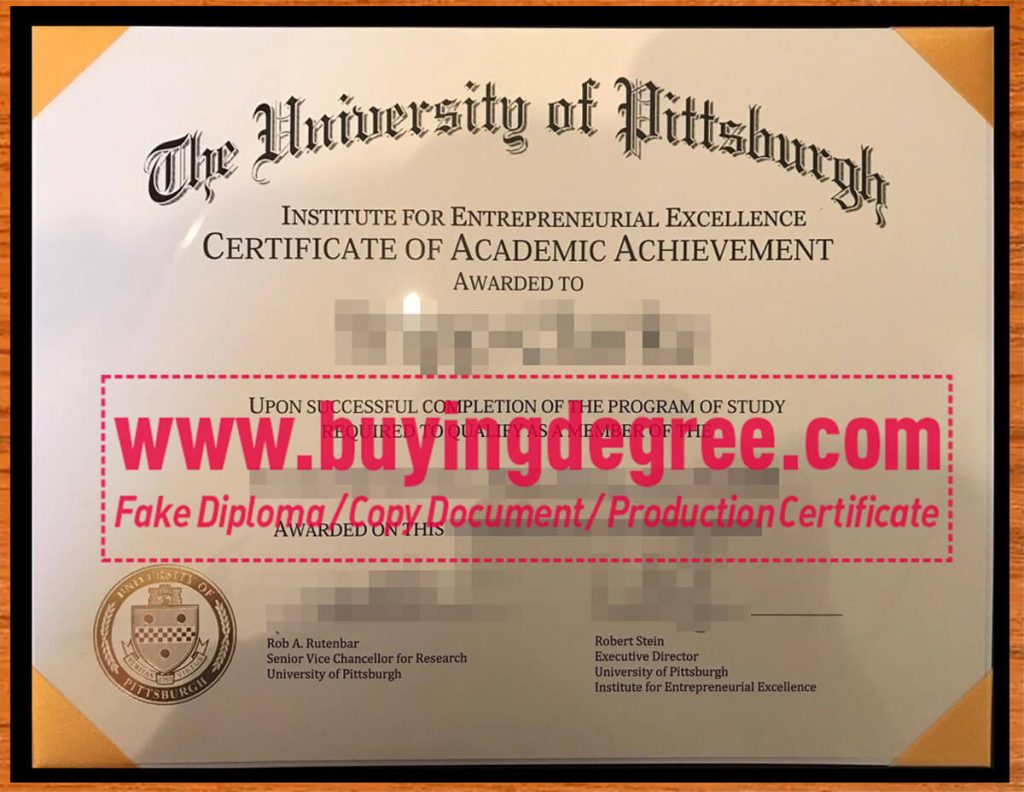 The University of Pittsburgh
INSTITUTE FOR ENTREPRENEURIAL EXCELLENCE
CERTIFICATE OF ACADEMIC ACHIEVEMENT
AWARDED TO
UPON SUCCESSFUL COMPLETION OF THE PROGRAM OF STUDY
REQUIRED TO QUALIFY AS A MEMBER OF THE
www.buyingdegree.com
Fake Diploma/Copy Document/Production Certificate
AWARDED ON THIS
UNIVERSITY OF
VERITAS VIRTUS
PITTSBURGH
Rob A. Rutenbar
Senior Vice Chancellor for Research
University of Pittsburgh
Robert Stein
Executive Director
University of Pittsburgh
Institute for Entrepreneurial Excellence